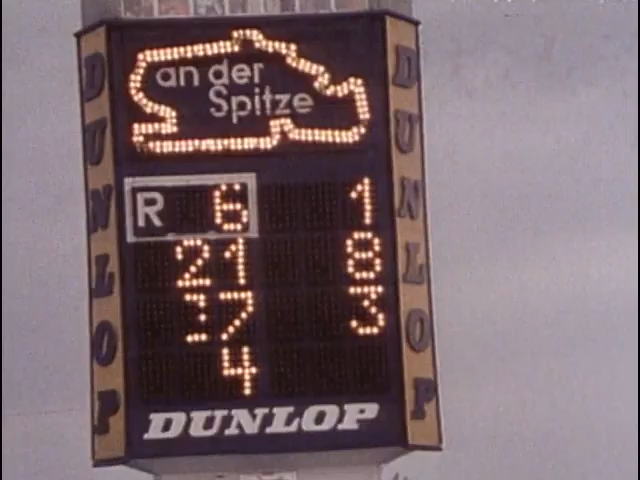 an der
Spitze
R 6 1
21 8
37 3
4
DUNLOP
DUNLOP
DUNLOP